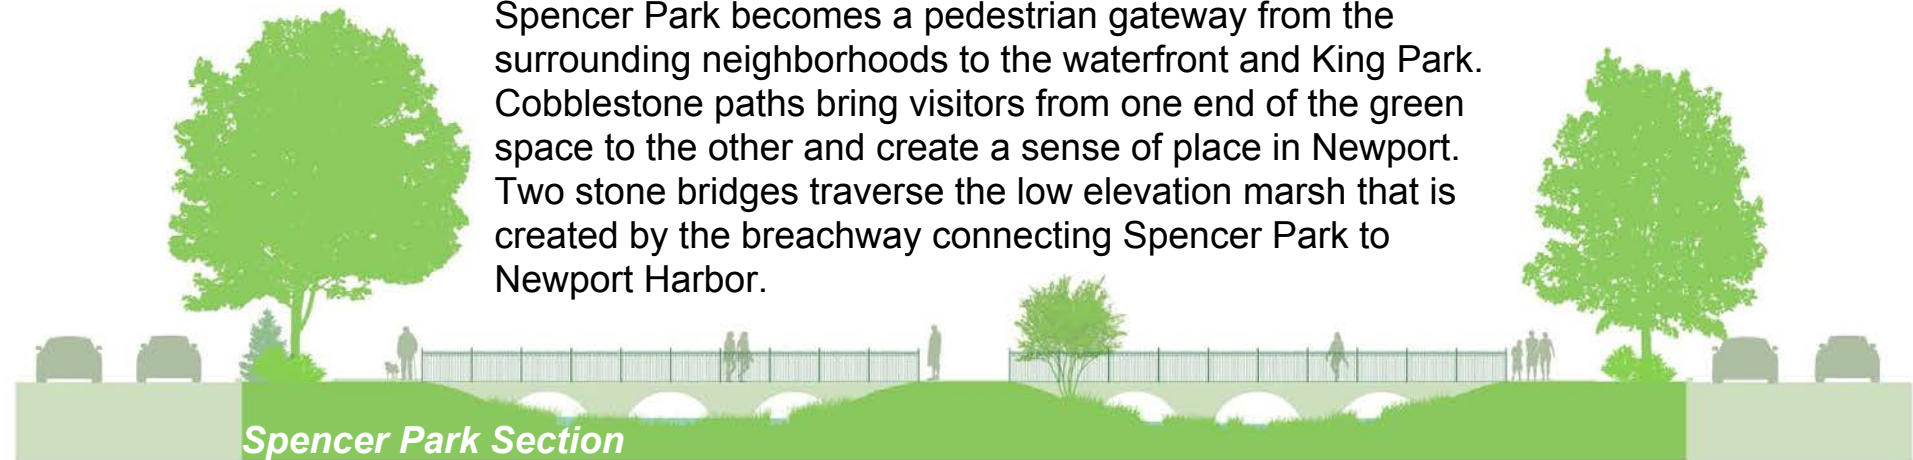 Spencer Park becomes a pedestrian gateway from the
surrounding neighborhoods to the waterfront and King Park.
Cobblestone paths bring visitors from one end of the green
space to the other and create a sense of place in Newport.
Two stone bridges traverse the low elevation marsh that is
created by the breachway connecting Spencer Park to
Newport Harbor.
Spencer Park Section